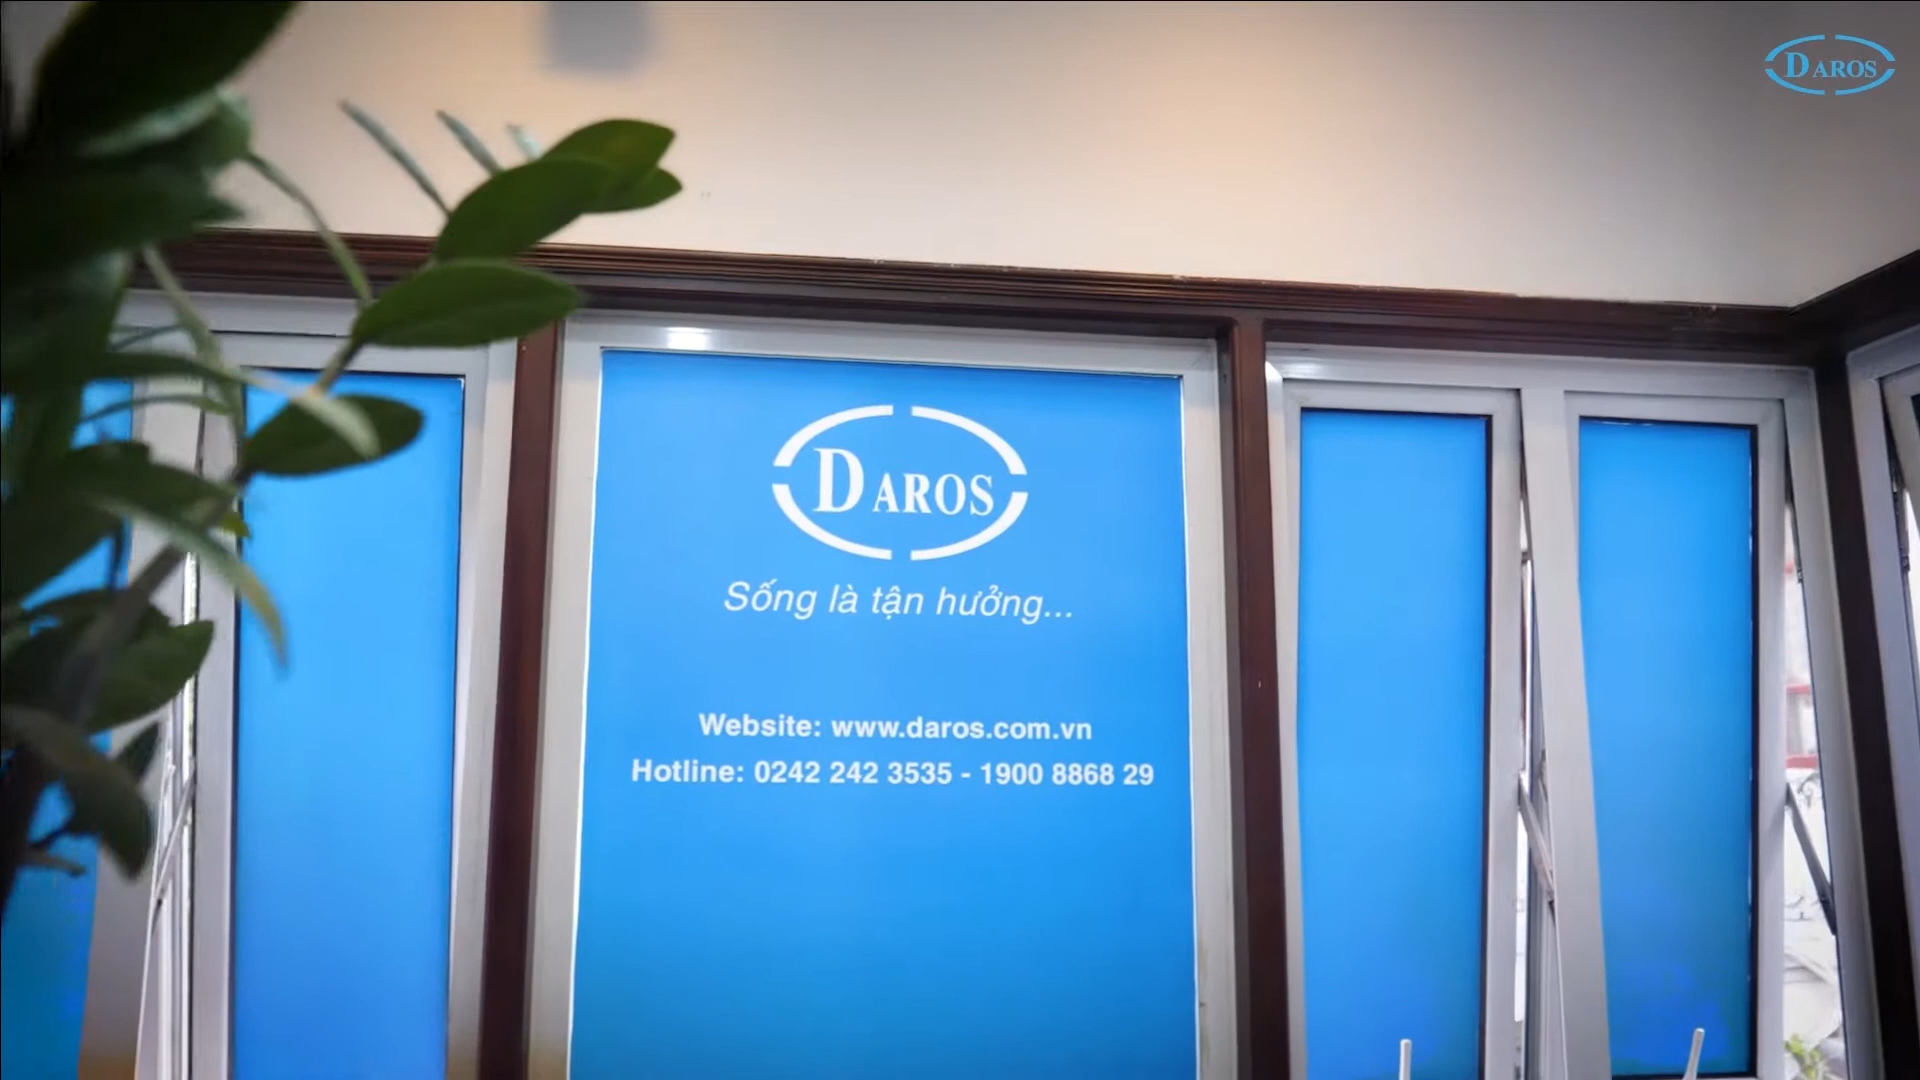 DAROS
DAROS
Sống là tận hưởng...
Website: www.daros.com.vn
Hotline: 0242 242 3535 - 1900 8868 29